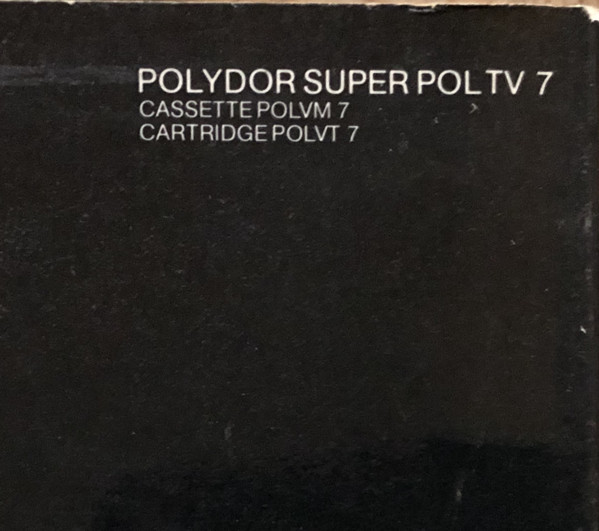 POLYDOR SUPER POLTV 7
CASSETTE POLVM 7
CARTRIDGE POLVT 7